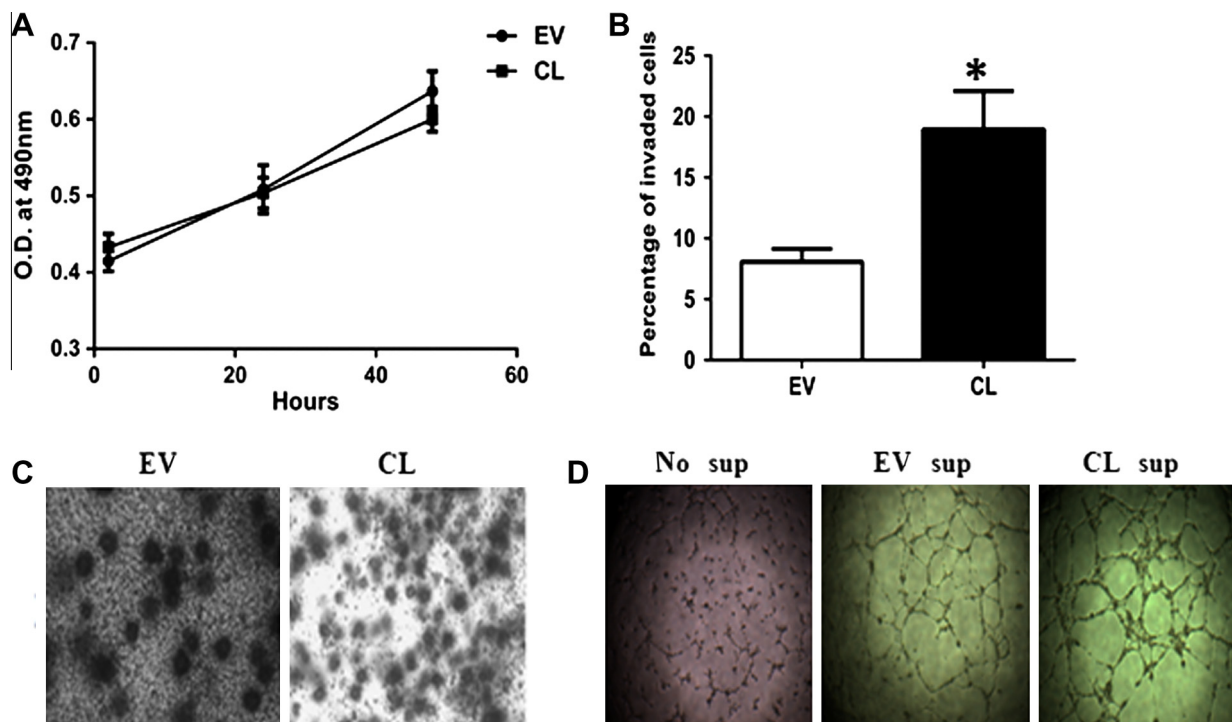 A
O.D. at 490nm
0.7
0.6
0.5
0.4
0.3
0
20
40
60
Hours
EV
CL
B
Percentage of invaded cells
25
20
15
10
5
0
*
EV
CL
C
EV
CL
D
No sup
EV sup
CL sup